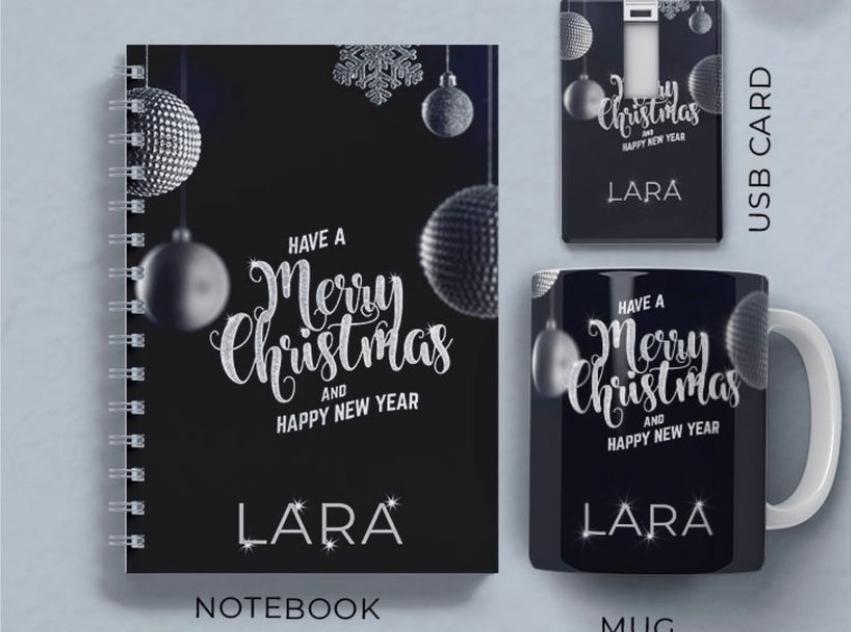 HAVE A
Merry
Christmas
AND
HAPPY NEW YEAR
LARA
NOTEBOOK
Merry
Christmas
AND
HAPPY NEW YEAR
LARA
USB CARD
HAVE A
Merry
Christmas
AND
HAPPY NEW YEAR
LARA
MUG